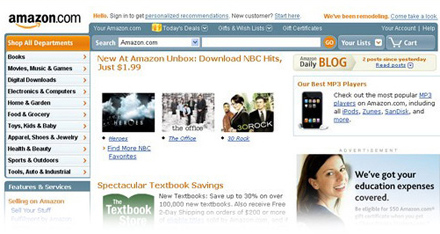 amazon.com
Hello. Sign in to get personalized recommendations. New customer? Start here.
We've been remodeling. Come take a look.
Your Amazon.com
Today's Deals
Gifts & Wish Lists
Gift Certificates
Your Account | Help
Shop All Departments
Search
Amazon.com
GO
Your Lists
Cart
Books
Movies, Music & Games
Digital Downloads
Electronics & Computers
Home & Garden
Food & Grocery
Toys, Kids & Baby
Apparel, Shoes & Jewelry
Health & Beauty
Sports & Outdoors
Tools, Auto & Industrial
Features & Services
Selling on Amazon
Sell Your Stuff
New At Amazon Unbox: Download NBC Hits,
Just $1.99
heroes
the office
30 ROCK
Heroes
The Office
30 Rock
Find More NBC
Favorites
Spectacular Textbook Savings
The
Textbook
Store
New Textbooks: Save up to 30% on over
100,000 new textbooks. Also receive Free
2-Day Shipping on orders of $200 or more
Amazon
Daily BLOG
2 posts since yesterday
Read posts
Our Best MP3 Players
Check out the most popular MP3
players on Amazon.com, including
all iPods, Zunes, SanDisk, and
more.
ADVERTISEMENT
We've got your
education expenses
covered.